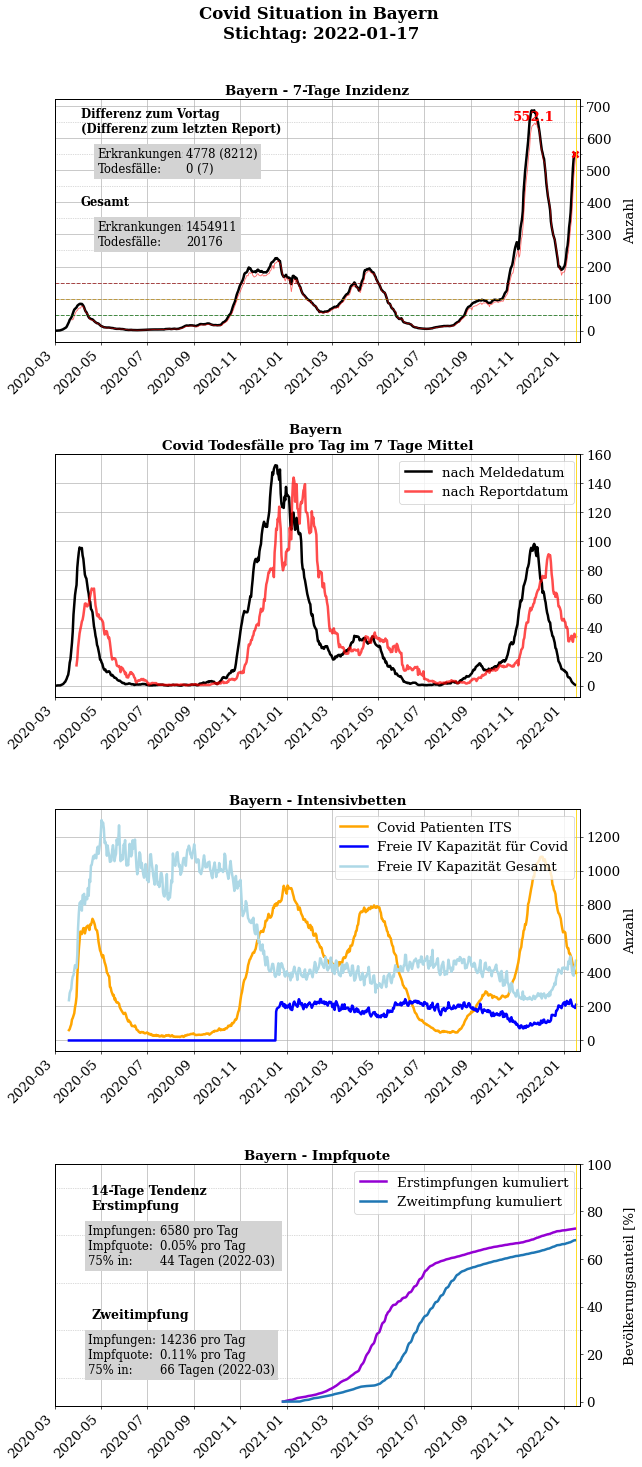 Covid Situation in Bayern
Stichtag: 2022-01-17
Bayern - 7-Tage Inzidenz
Differenz zum Vortag
(Differenz zum letzten Report)
Erkrankungen 4778 (8212)
Todesfälle: 0 (7)
Gesamt
Erkrankungen 1454911
Todesfälle: 20176
552.1
700
600
500
400
300
200
100
0
Anzahl
2020-03
2020-05
2020-07
2020-09
2020-11
2021-01
2021-03
2021-05
2021-07
2021-09
2021-11
2022-01
Bayern
Covid Todesfälle pro Tag im 7 Tage Mittel
nach Meldedatum
nach Reportdatum
160
140
120
100
80
60
40
20
0
2020-03
2020-05
2020-07
2020-09
2020-11
2021-01
2021-03
2021-05
2021-07
2021-09
2021-11
2022-01
Bayern - Intensivbetten
Covid Patienten ITS
Freie IV Kapazität für Covid
Freie IV Kapazität Gesamt
1200
1000
800
600
400
200
0
Anzahl
2020-03
2020-05
2020-07
2020-09
2020-11
2021-01
2021-03
2021-05
2021-07
2021-09
2021-11
2022-01
Bayern - Impfquote
14-Tage Tendenz
Erstimpfung
Impfungen: 6580 pro Tag
Impfquote: 0.05% pro Tag
75% in: 44 Tagen (2022-03)
Zweitimpfung
Impfungen: 14236 pro Tag
Impfquote: 0.11% pro Tag
75% in: 66 Tagen (2022-03)
Erstimpfungen kumuliert
Zweitimpfung kumuliert
100
80
60
40
20
0
Bevölkerungsanteil [%]
2020-03
2020-05
2020-07
2020-09
2020-11
2021-01
2021-03
2021-05
2021-07
2021-09
2021-11
2022-01